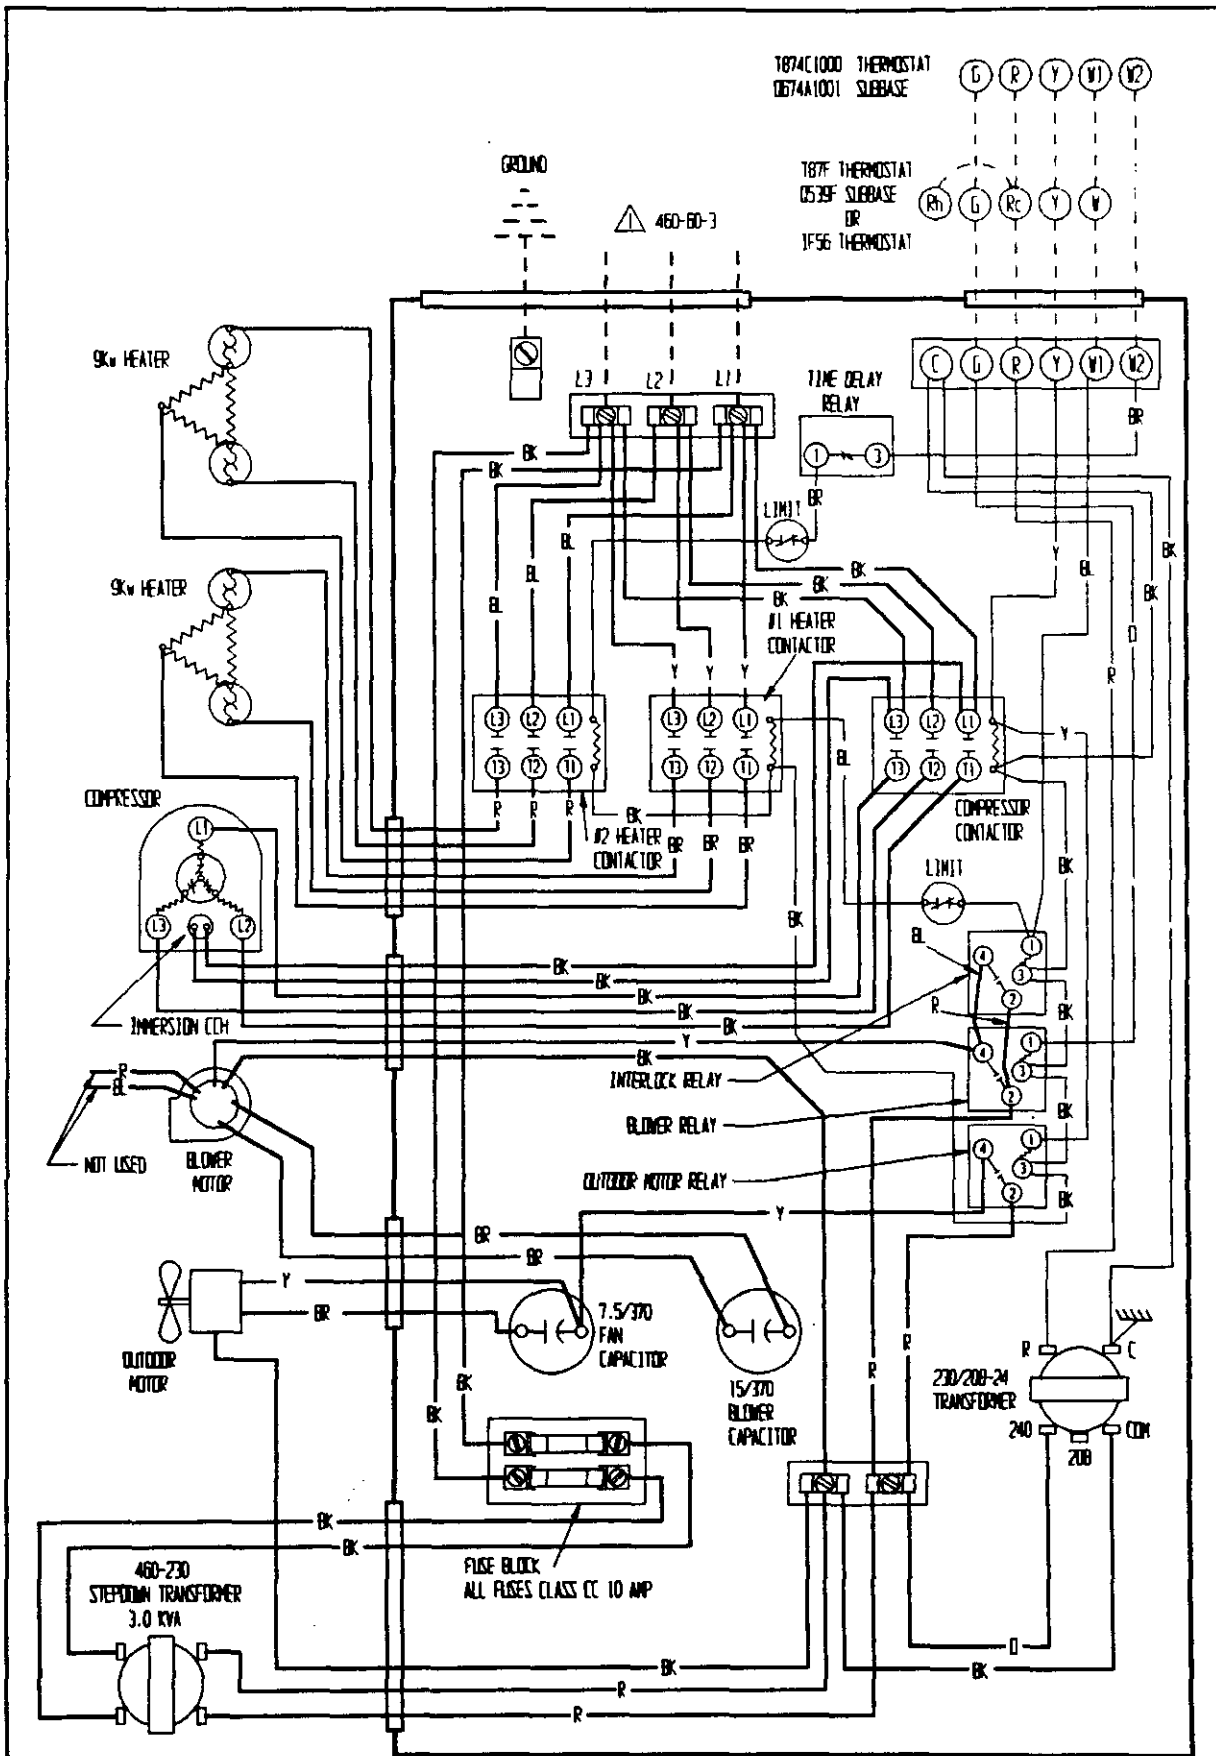 T874C1000 THERMOSTAT
Q674A1001 SUBBASE
G R Y W1 W2
GROUND
T87F THERMOSTAT
Q539F SUBBASE
OR
1F56 THERMOSTAT
Rh G Rc Y W
1 460-60-3
9Kw HEATER
L3 L2 L1
TIME DELAY
RELAY
C G R Y W1 W2
BR
1 3
BK
BK
BR
LIMIT
BL
BL
BL
Y
BL
BK
BK
O
R
BK
BK
BK
9Kw HEATER
#1 HEATER
CONTACTOR
Y Y Y
L3 L2 L1
T3 T2 T1
L3 L2 L1
T3 T2 T1
L3 L2 L1
T3 T2 T1
BL
Y
R R R
BK
#2 HEATER
CONTACTOR
BR BR BR
COMPRESSOR
CONTACTOR
COMPRESSOR
L1
L3 L2
LIMIT
BK
BK
BL
4 1
3
2
BK
BK
BK
BK
BK
R
IMMERSION CCH
Y
BK
4 1
3
2
INTERLOCK RELAY
R
BL
NOT USED
BLOWER
MOTOR
BLOWER RELAY
BK
4 1
3
2
OUTDOOR MOTOR RELAY
BK
Y
BR
BR
Y
BR
OUTDOOR
MOTOR
7.5/370
FAN
CAPACITOR
15/370
BLOWER
CAPACITOR
R
R
R C
230/208-24
TRANSFORMER
240 208 COM
BK
BK
BK
BK
FUSE BLOCK
ALL FUSES CLASS CC 10 AMP
460-230
STEPDOWN TRANSFORMER
3.0 KVA
O
BK
BK
R
R